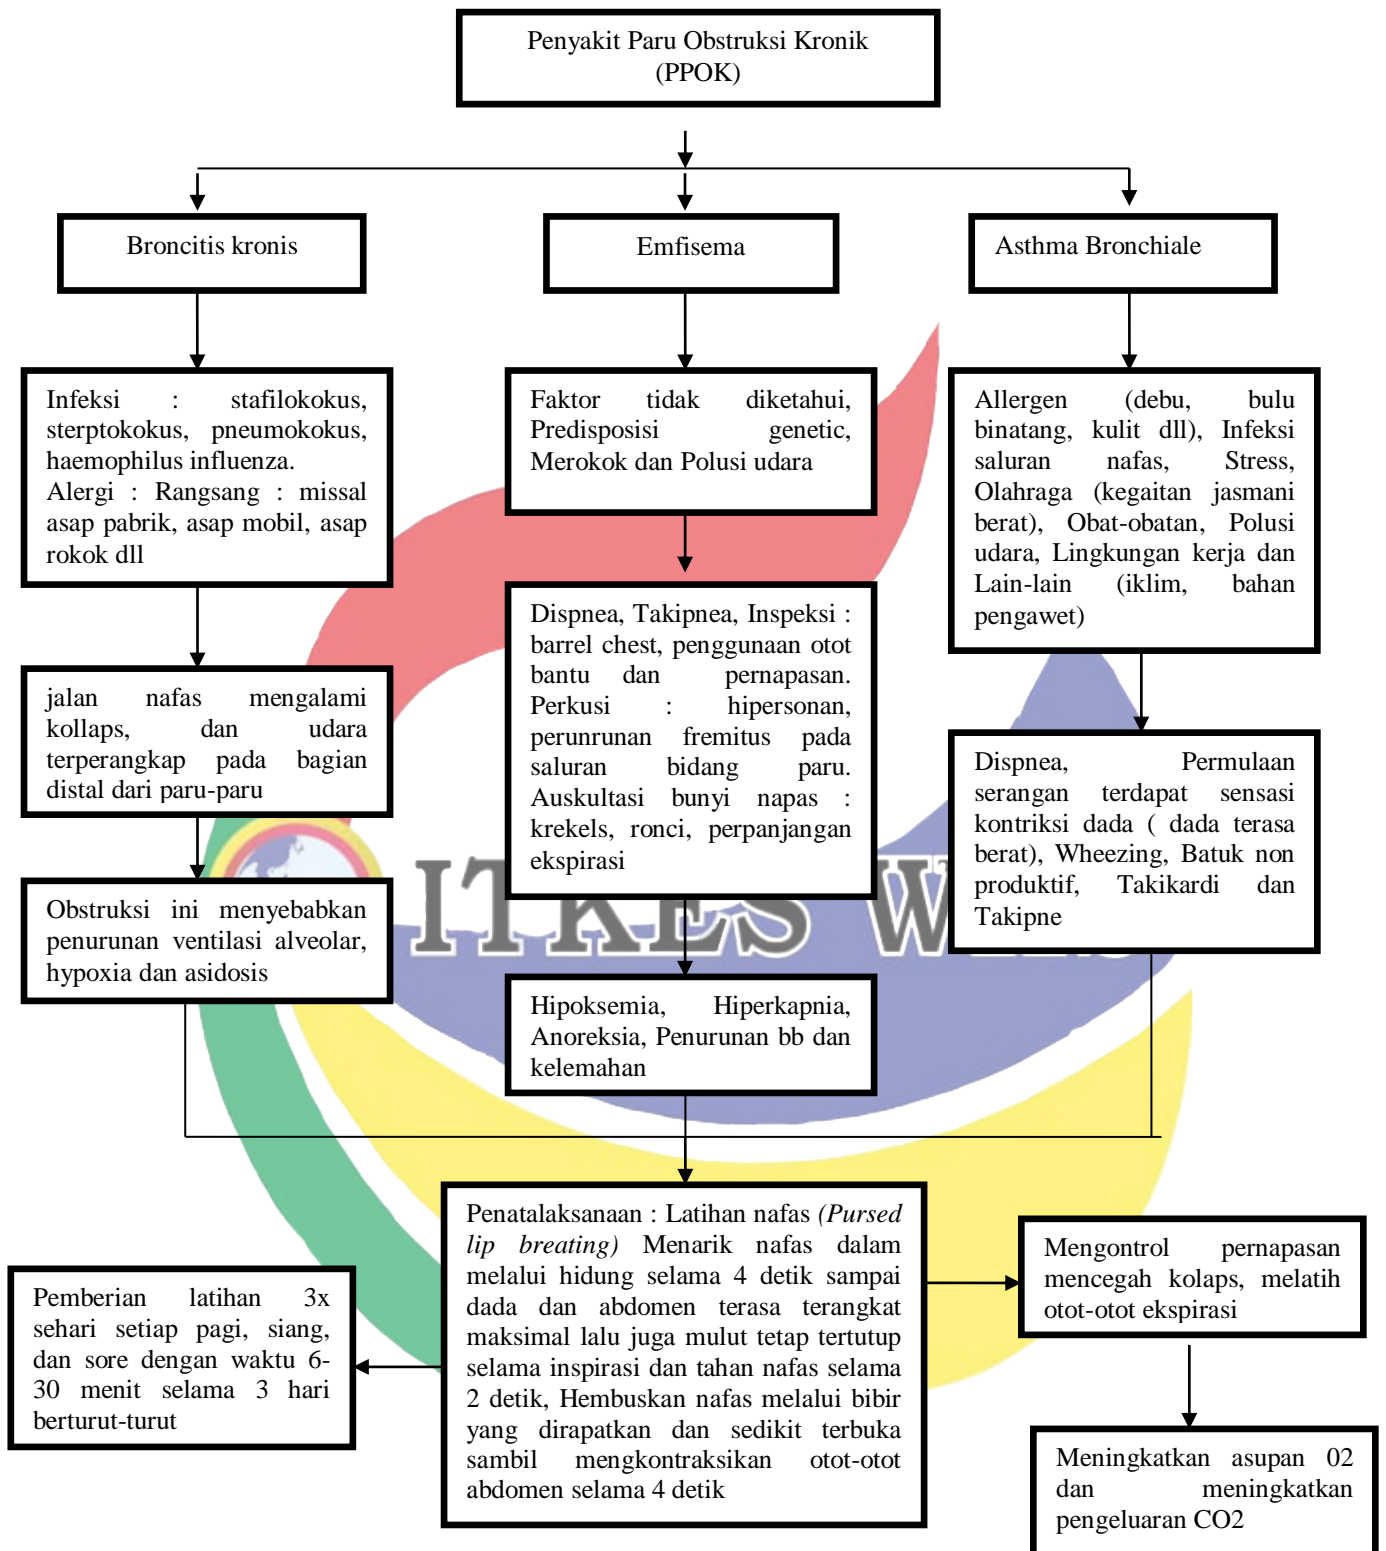 Penyakit Paru Obstruksi Kronik
(PPOK)
Broncitis kronis
Emfisema
Asthma Bronchiale
Infeksi : stafilokokus,
sterptokokus, pneumokokus,
haemophilus influenza.
Alergi : Rangsang : missal
asap pabrik, asap mobil, asap
rokok dll
Faktor tidak diketahui,
Predisposisi genetic,
Merokok dan Polusi udara
Allergen (debu, bulu
binatang, kulit dll), Infeksi
saluran nafas, Stress,
Olahraga (kegaitan jasmani
berat), Obat-obatan, Polusi
udara, Lingkungan kerja dan
Lain-lain (iklim, bahan
pengawet)
jalan nafas mengalami
kollaps, dan udara
terperangkap pada bagian
distal dari paru-paru
Dispnea, Takipnea, Inspeksi :
barrel chest, penggunaan otot
bantu dan pernapasan.
Perkusi : hipersonan,
perunrunan fremitus pada
saluran bidang paru.
Auskultasi bunyi napas :
krekels, ronci, perpanjangan
ekspirasi
Dispnea, Permulaan
serangan terdapat sensasi
kontriksi dada ( dada terasa
berat), Wheezing, Batuk non
produktif, Takikardi dan
Takipne
Obstruksi ini menyebabkan
penurunan ventilasi alveolar,
hypoxia dan asidosis
ITKES
Hipoksemia, Hiperkapnia,
Anoreksia, Penurunan bb dan
kelemahan
Penatalaksanaan : Latihan nafas (Pursed
lip breating) Menarik nafas dalam
melalui hidung selama 4 detik sampai
dada dan abdomen terasa terangkat
maksimal lalu juga mulut tetap tertutup
selama inspirasi dan tahan nafas selama
2 detik, Hembuskan nafas melalui bibir
yang dirapatkan dan sedikit terbuka
sambil mengkontraksikan otot-otot
abdomen selama 4 detik
Mengontrol pernapasan
mencegah kolaps, melatih
otot-otot ekspirasi
Pemberian latihan 3x
sehari setiap pagi, siang,
dan sore dengan waktu 6-
30 menit selama 3 hari
berturut-turut
Meningkatkan asupan 02
dan meningkatkan
pengeluaran CO2